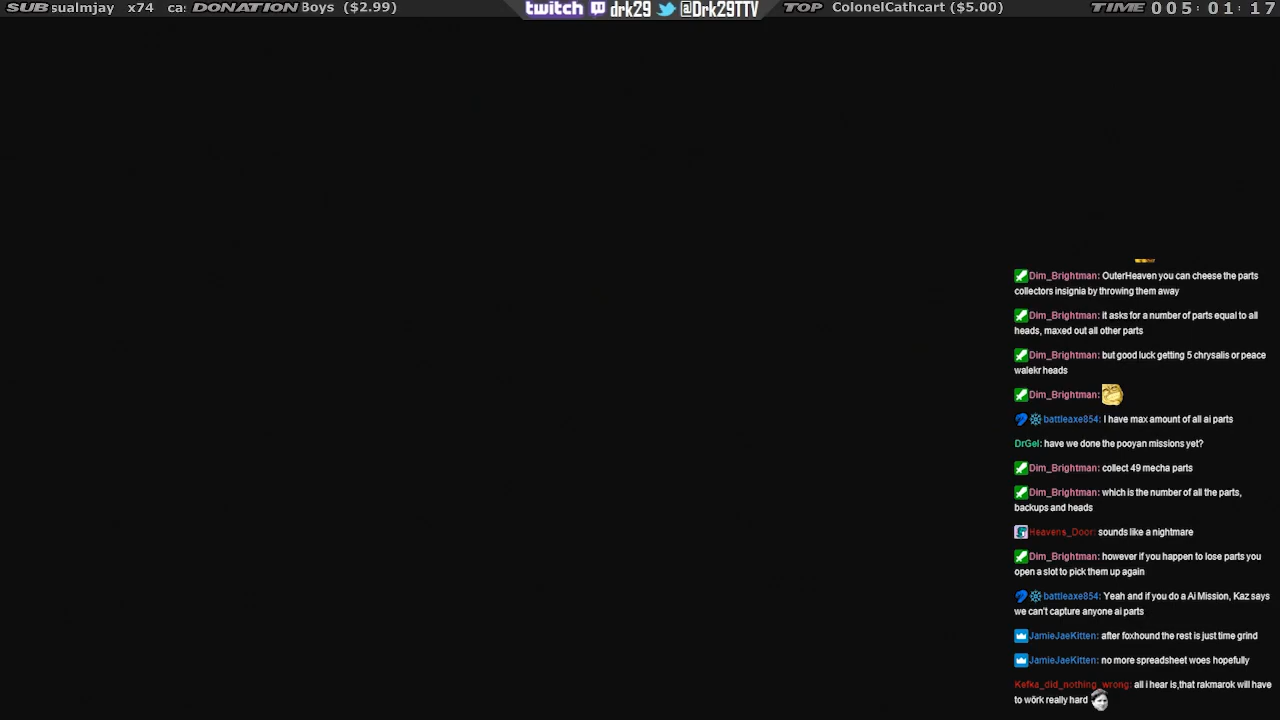 SUB sualmjay x74 ca: DONATION Boys ($2.99) twitch drk29 @Drk29TTV TOP ColonelCathcart ($5.00) TIME 005:01:17
Dim_Brightman: OuterHeaven you can cheese the parts
collectors insignia by throwing them away
Dim_Brightman: it asks for a number of parts equal to all
heads, maxed out all other parts
Dim_Brightman: but good luck getting 5 chrysalis or peace
walekr heads
Dim_Brightman:
battleaxe854: I have max amount of all ai parts
DrGel: have we done the pooyan missions yet?
Dim_Brightman: collect 49 mecha parts
Dim_Brightman: which is the number of all the parts,
backups and heads
Heavens_Door: sounds like a nightmare
Dim_Brightman: however if you happen to lose parts you
open a slot to pick them up again
battleaxe854: Yeah and if you do a Ai Mission, Kaz says
we can't capture anyone ai parts
JamieJaeKitten: after foxhound the rest is just time grind
JamieJaeKitten: no more spreadsheet woes hopefully
Kefka_did_nothing_wrong: all i hear is,that rakmarok will have
to wörk really hard